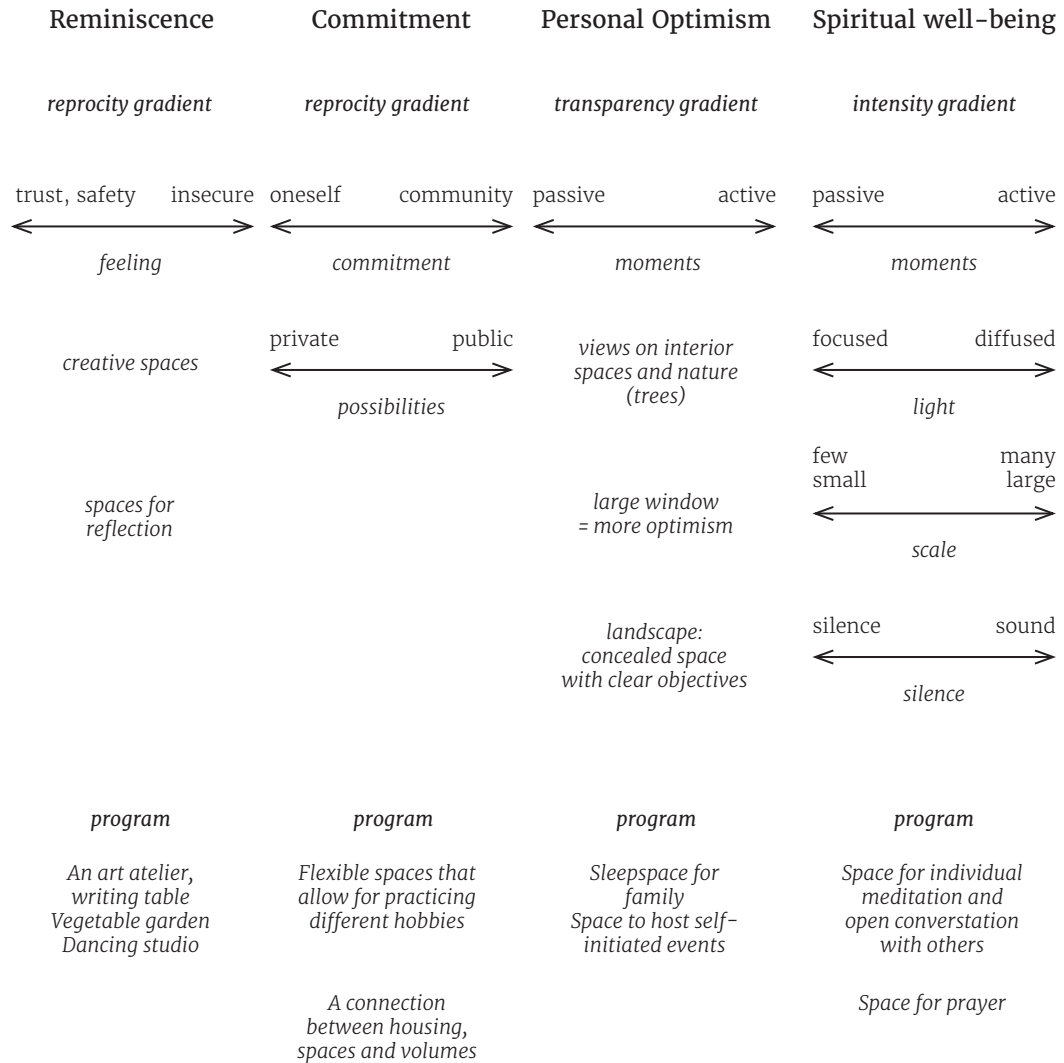 Reminiscence
reprocity gradient
trust, safety insecure
feeling
creative spaces
spaces for
reflection
program
An art atelier,
writing table
Vegetable garden
Dancing studio
Commitment
reprocity gradient
oneself community
commitment
private public
possibilities
program
Flexible spaces that
allow for practicing
different hobbies
A connection
between housing,
spaces and volumes
Personal Optimism
transparency gradient
passive active
moments
views on interior
spaces and nature
(trees)
large window
= more optimism
landscape:
concealed space
with clear objectives
program
Sleepspace for
family
Space to host self-
initiated events
Spiritual well-being
intensity gradient
passive active
moments
focused diffused
light
few many
small large
scale
silence sound
silence
program
Space for individual
meditation and
open converstation
with others
Space for prayer